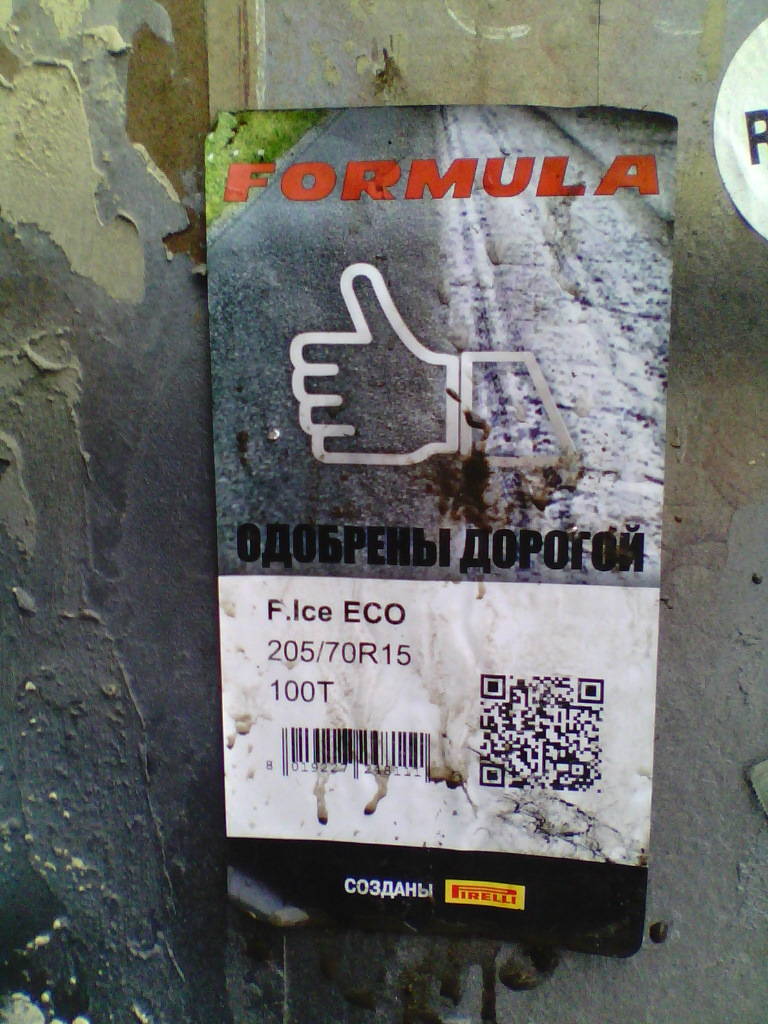 FORMULA
ОДОБРЕНЫ ДОРОГОЙ
F.Ice ECO
205/70R15
100T
СОЗДАНЫ PIRELLI
R